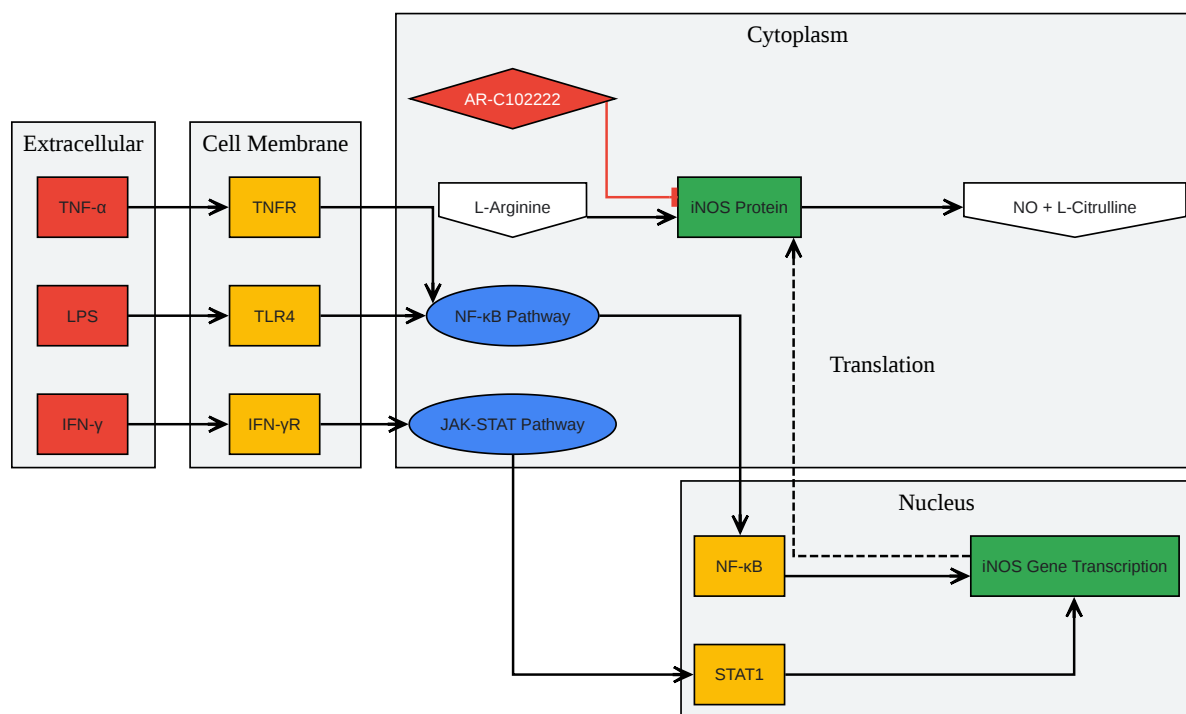 Cytoplasm
AR-C102222
Extracellular
Cell Membrane
TNF-α
TNFR
L-Arginine
iNOS Protein
NO + L-Citrulline
LPS
TLR4
NF-κB Pathway
Translation
IFN-γ
IFN-γR
JAK-STAT Pathway
Nucleus
NF-κB
iNOS Gene Transcription
STAT1